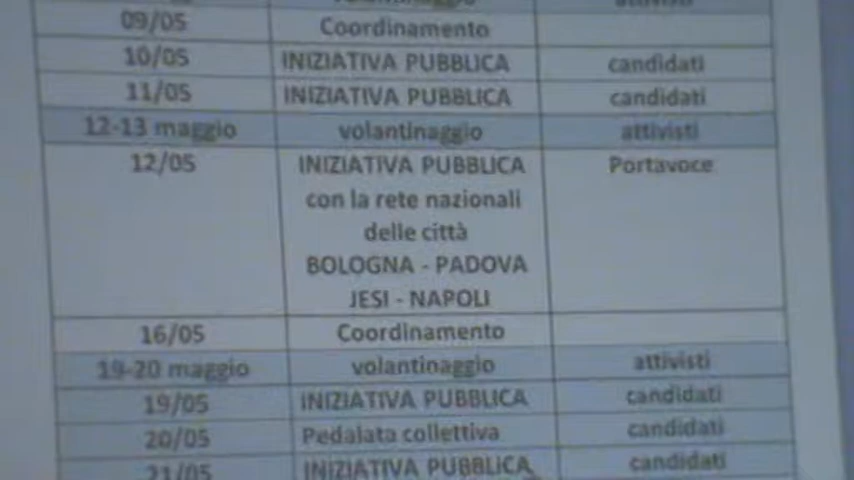 volantinaggio attivisti
09/05 Coordinamento
10/05 INIZIATIVA PUBBLICA candidati
11/05 INIZIATIVA PUBBLICA candidati
12-13 maggio volantinaggio attivisti
12/05 INIZIATIVA PUBBLICA Portavoce
con la rete nazionali
delle città
BOLOGNA - PADOVA
JESI - NAPOLI
16/05 Coordinamento
19-20 maggio volantinaggio attivisti
19/05 INIZIATIVA PUBBLICA candidati
20/05 Pedalata collettiva candidati
21/05 INIZIATIVA PUBBLICA candidati